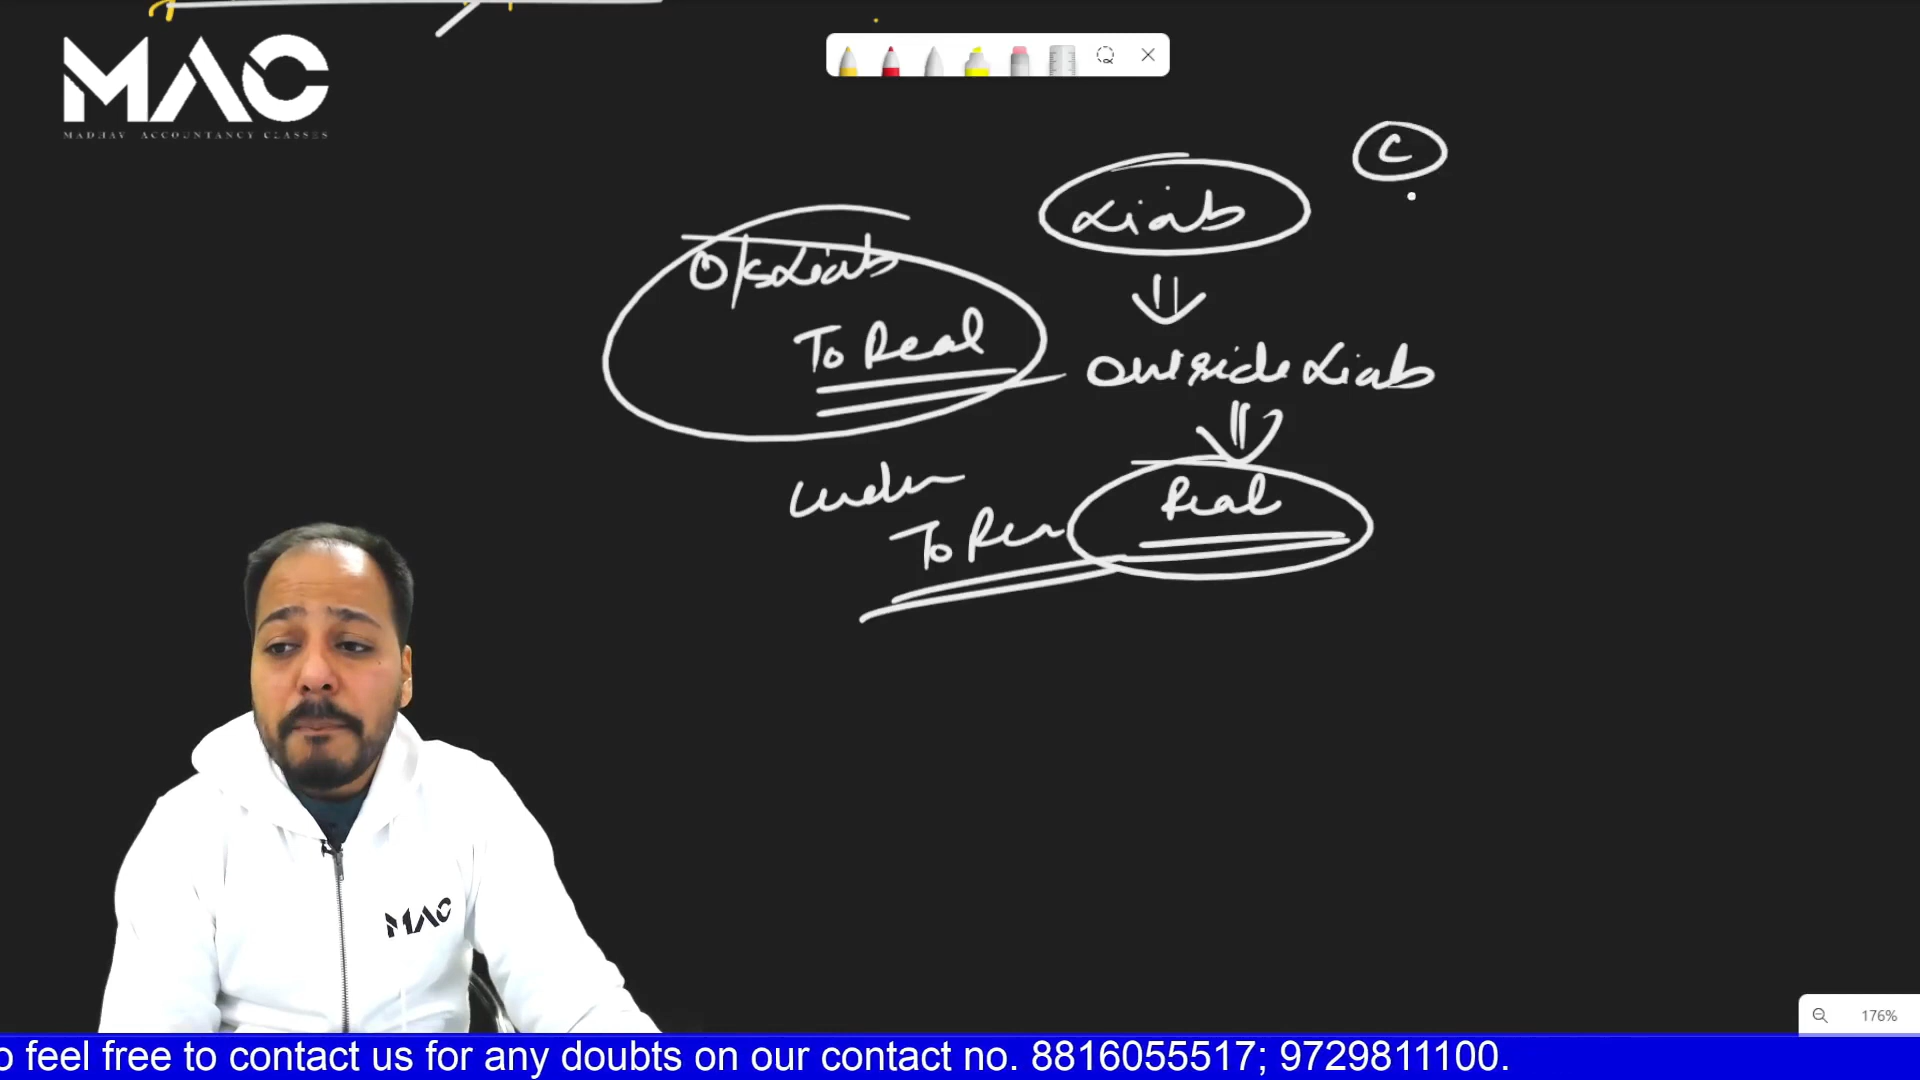 MAC
MADHAV ACCOUNTANCY CLASSES
C
Liab
O/s Liab
To Real
Outside Liab
Real
To Rea
MAC
176%
o feel free to contact us for any doubts on our contact no. 8816055517; 9729811100.